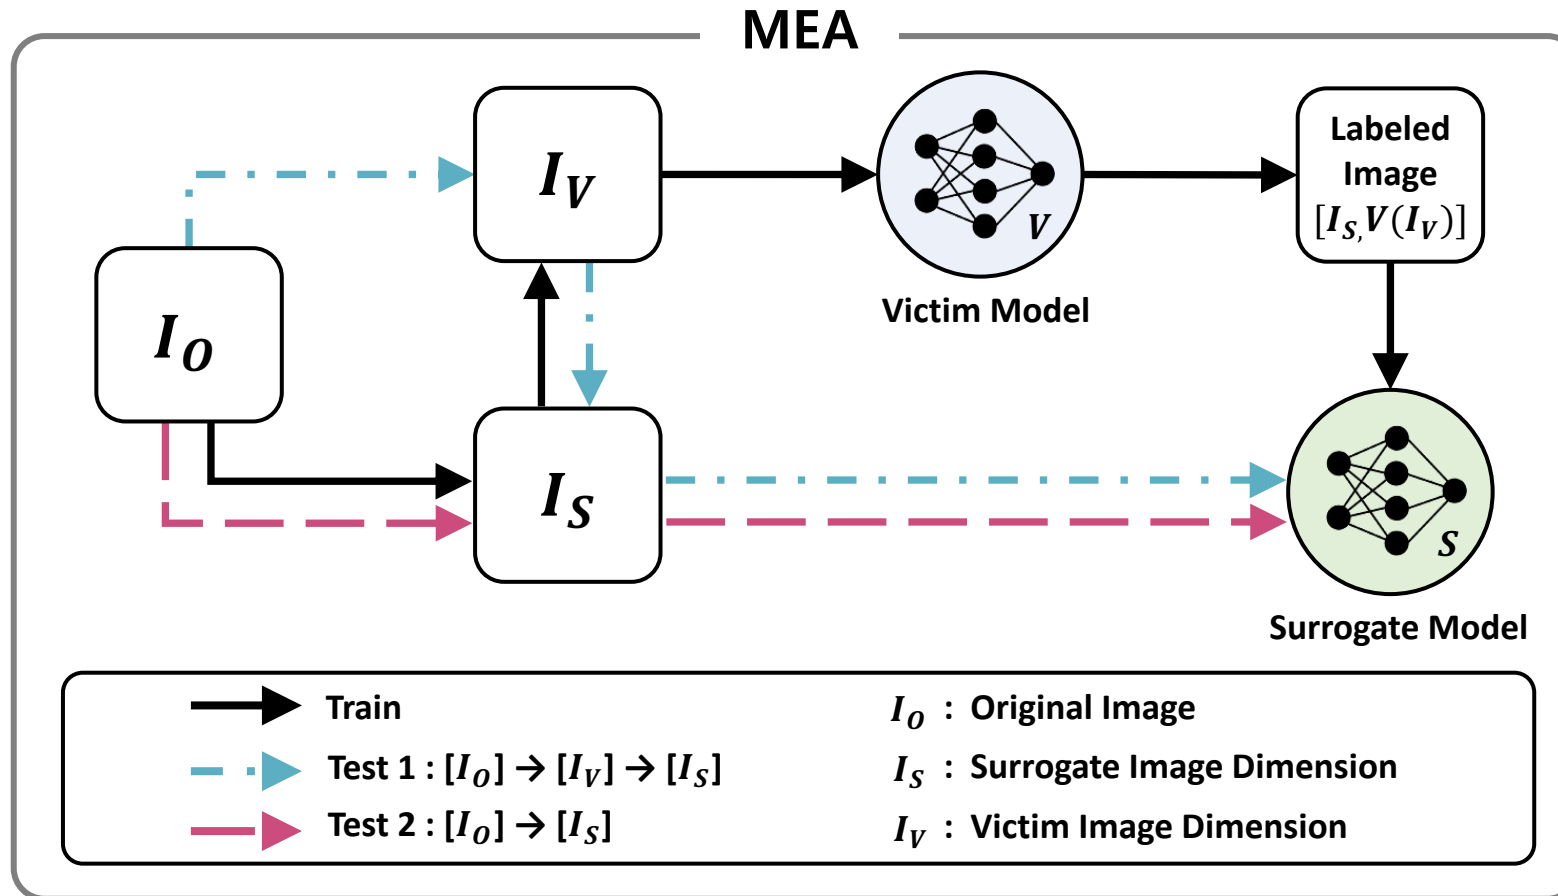 MEA
I_V
Labeled
Image
[I_S, V(I_V)]
V
Victim Model
I_O
I_S
S
Surrogate Model
Train
I_O : Original Image
Test 1 : [I_O] → [I_V] → [I_S]
I_S : Surrogate Image Dimension
Test 2 : [I_O] → [I_S]
I_V : Victim Image Dimension